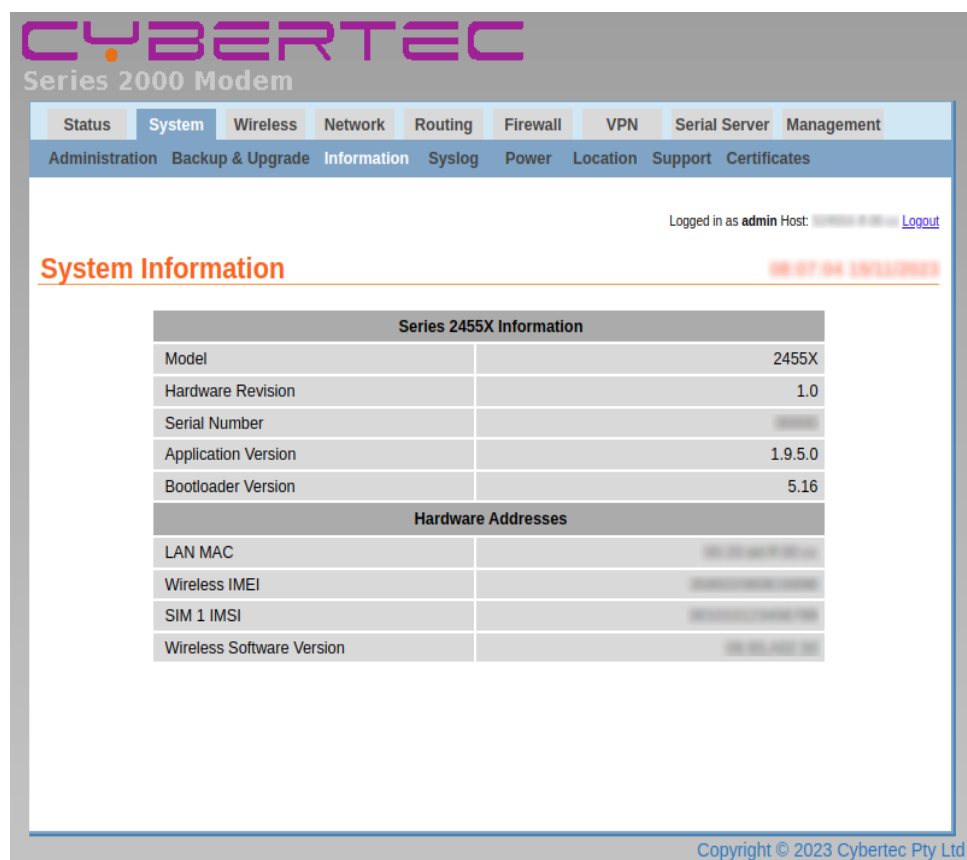 CYBERTEC
Series 2000 Modem
Status System Wireless Network Routing Firewall VPN Serial Server Management
Administration Backup & Upgrade Information Syslog Power Location Support Certificates
Logged in as admin Host: Logout
System Information
Series 2455X Information
Model 2455X
Hardware Revision 1.0
Serial Number
Application Version 1.9.5.0
Bootloader Version 5.16
Hardware Addresses
LAN MAC
Wireless IMEI
SIM 1 IMSI
Wireless Software Version
Copyright © 2023 Cybertec Pty Ltd